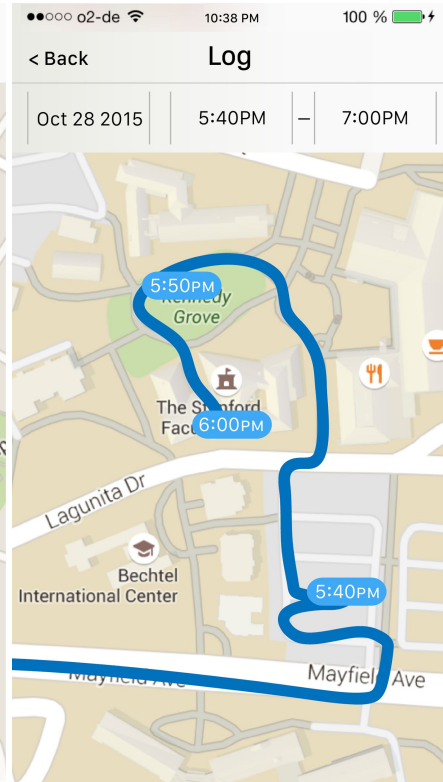 o2-de 10:38 PM 100 %
< Back Log
Oct 28 2015 5:40PM – 7:00PM
5:50PM
Kennedy
Grove
The Stanford
6:00PM
Lagunita Dr
Bechtel
International Center
5:40PM
Mayfield Ave
Mayfield Ave